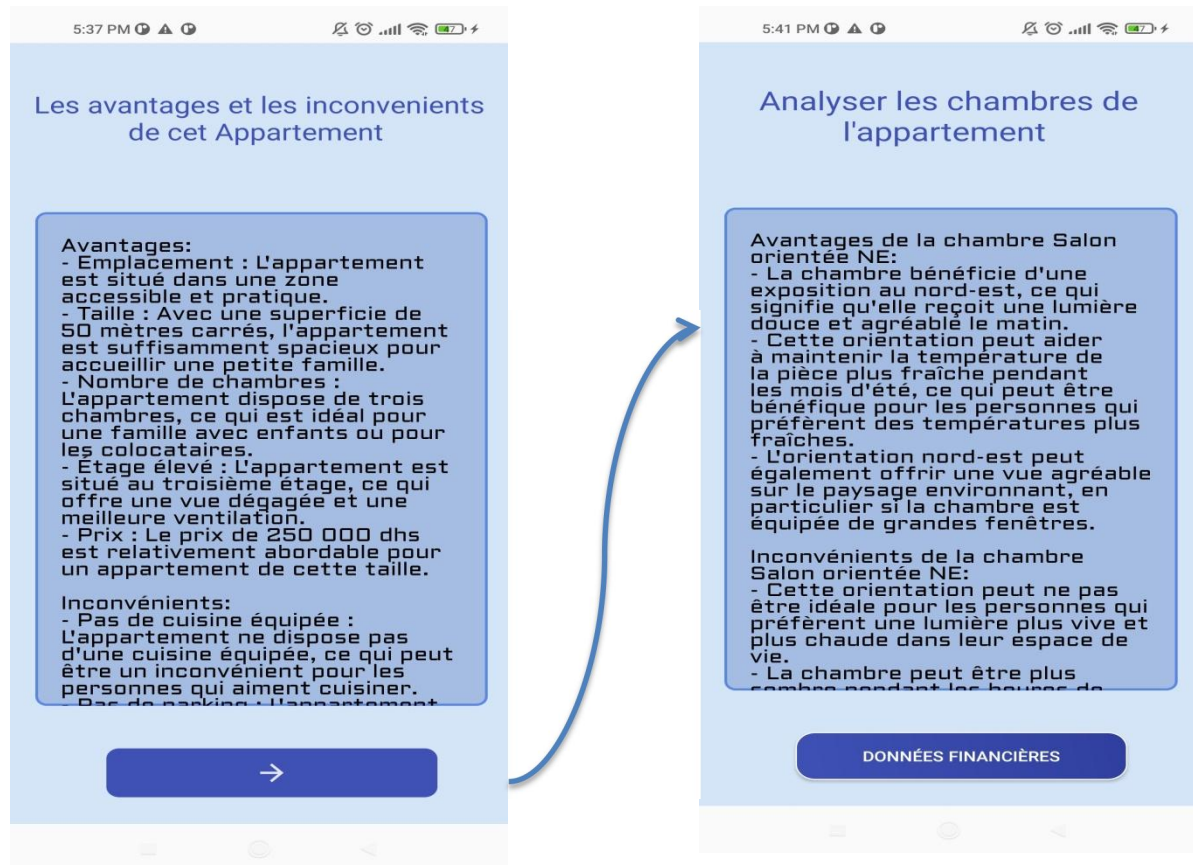 5:37 PM
47
Les avantages et les inconvenients
de cet Appartement
Avantages:
- Emplacement : L'appartement
est situé dans une zone
accessible et pratique.
- Taille : Avec une superficie de
50 mètres carrés, l'appartement
est suffisamment spacieux pour
accueillir une petite famille.
- Nombre de chambres :
L'appartement dispose de trois
chambres, ce qui est idéal pour
une famille avec enfants ou pour
les colocataires.
- Étage élevé : L'appartement est
situé au troisième étage, ce qui
offre une vue dégagée et une
meilleure ventilation.
- Prix : Le prix de 250 000 dhs
est relativement abordable pour
un appartement de cette taille.
Inconvénients:
- Pas de cuisine équipée :
L'appartement ne dispose pas
d'une cuisine équipée, ce qui peut
être un inconvénient pour les
personnes qui aiment cuisiner.
- Pas de parking : L'appartement
5:41 PM
47
Analyser les chambres de
l'appartement
Avantages de la chambre Salon
orientée NE:
- La chambre bénéficie d'une
exposition au nord-est, ce qui
signifie qu'elle reçoit une lumière
douce et agréable le matin.
- Cette orientation peut aider
à maintenir la température de
la pièce plus fraîche pendant
les mois d'été, ce qui peut être
bénéfique pour les personnes qui
préfèrent des températures plus
fraîches.
- L'orientation nord-est peut
également offrir une vue agréable
sur le paysage environnant, en
particulier si la chambre est
équipée de grandes fenêtres.
Inconvénients de la chambre
Salon orientée NE:
- Cette orientation peut ne pas
être idéale pour les personnes qui
préfèrent une lumière plus vive et
plus chaude dans leur espace de
vie.
- La chambre peut être plus
sombre pendant les heures de
DONNÉES FINANCIÈRES